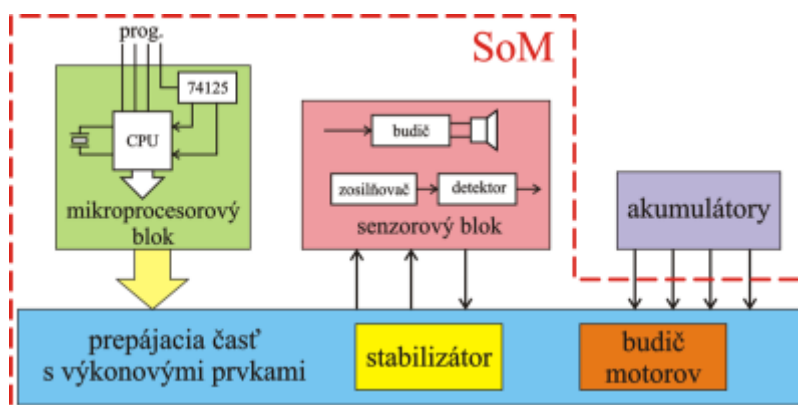 prog.
SoM
74125
CPU
mikroprocesorový
blok
budič
zosilňovač
detektor
senzorový blok
akumulátory
prepájacia časť
s výkonovými prvkami
stabilizátor
budič
motorov